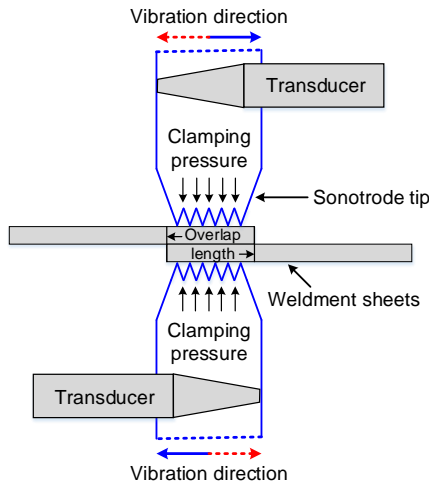 Vibration direction
Transducer
Clamping
pressure
Sonotrode tip
Overlap
length
Weldment sheets
Clamping
pressure
Transducer
Vibration direction